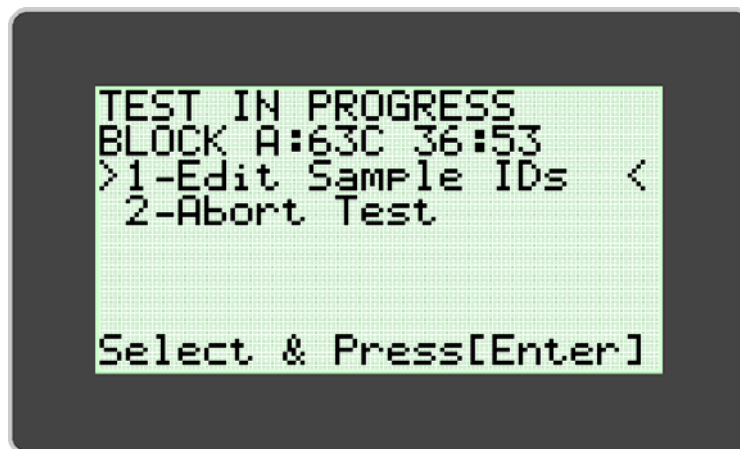 TEST IN PROGRESS
BLOCK A:63C 36:53
>1-Edit Sample IDs <
2-Abort Test
Select & Press[Enter]